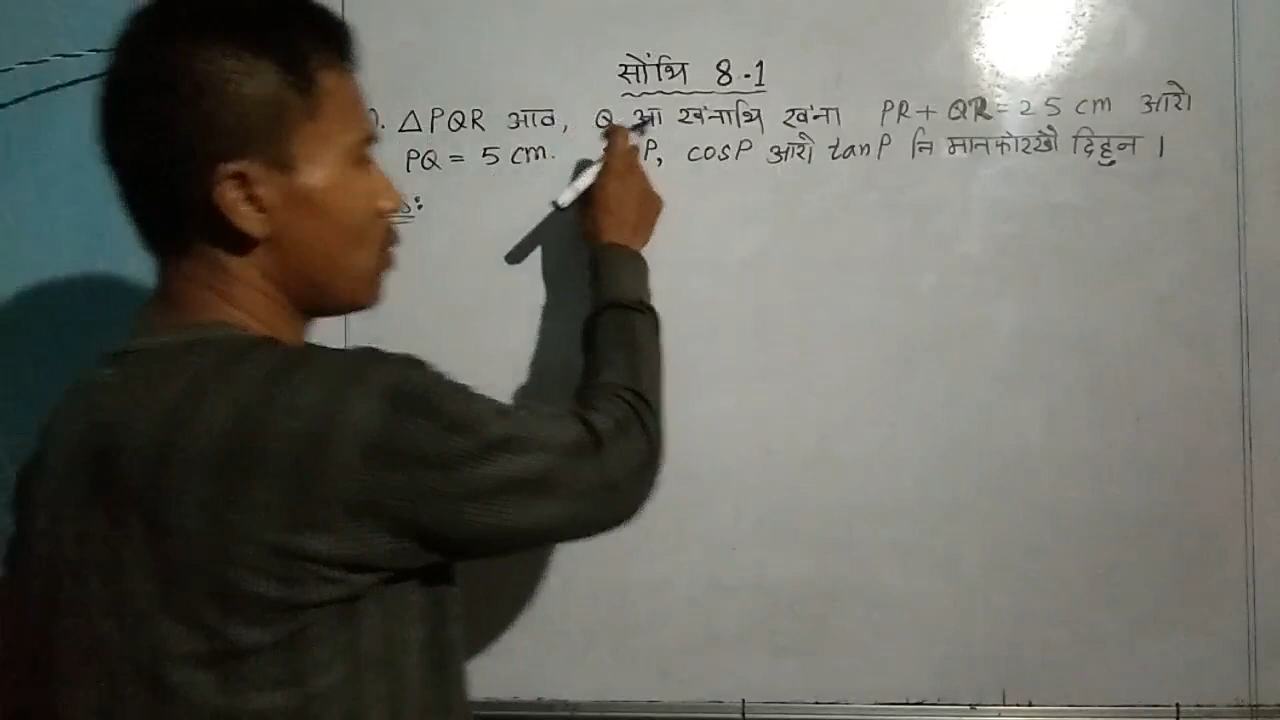 सोंथि 8.1
. △PQR आव, Q आ खंनाथि खंना PR + QR = 25 cm आरो
PQ = 5 cm. P, cosP आरो tanP नि मानफोरखौ दिहुन ।
s: